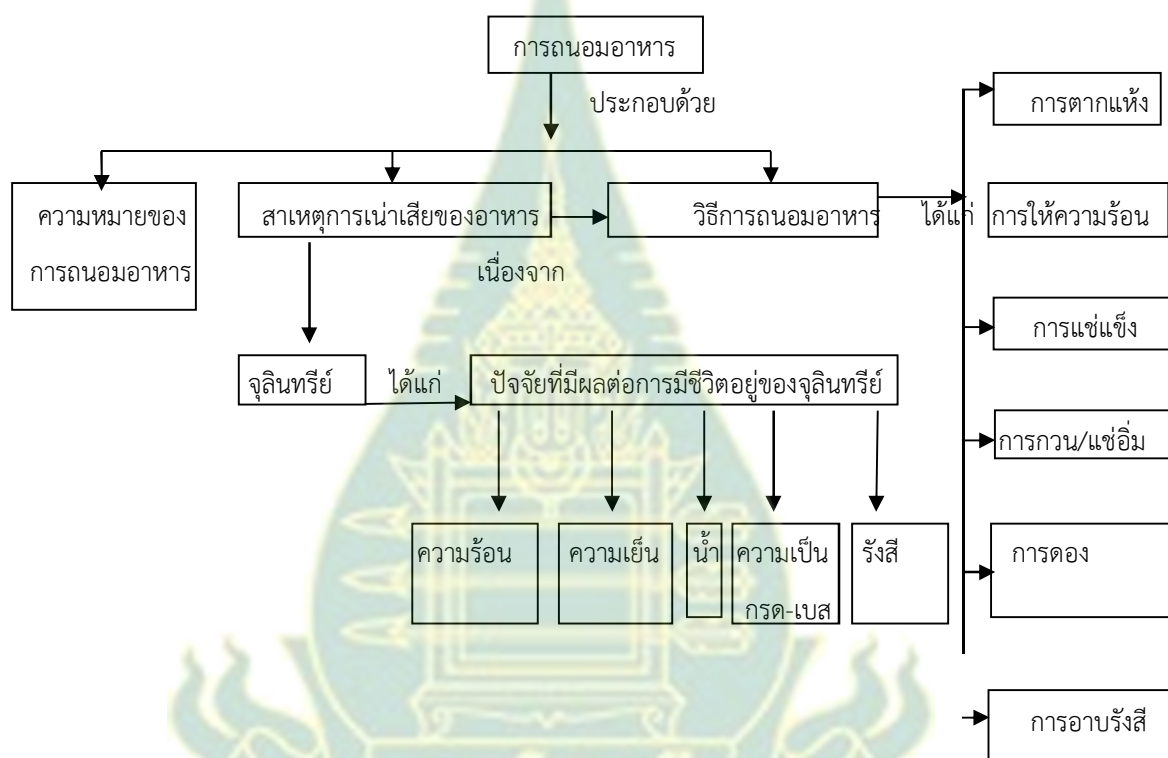 การถนอมอาหาร
ประกอบด้วย
ความหมายของ
การถนอมอาหาร
สาเหตุการเน่าเสียของอาหาร
วิธีการถนอมอาหาร
เนื่องจาก
ได้แก่
จุลินทรีย์
ได้แก่
ปัจจัยที่มีผลต่อการมีชีวิตอยู่ของจุลินทรีย์
ความร้อน
ความเย็น
น้ำ
ความเป็น
กรด-เบส
รังสี
การตากแห้ง
การให้ความร้อน
การแช่แข็ง
การกวน/แช่อิ่ม
การดอง
การอาบรังสี